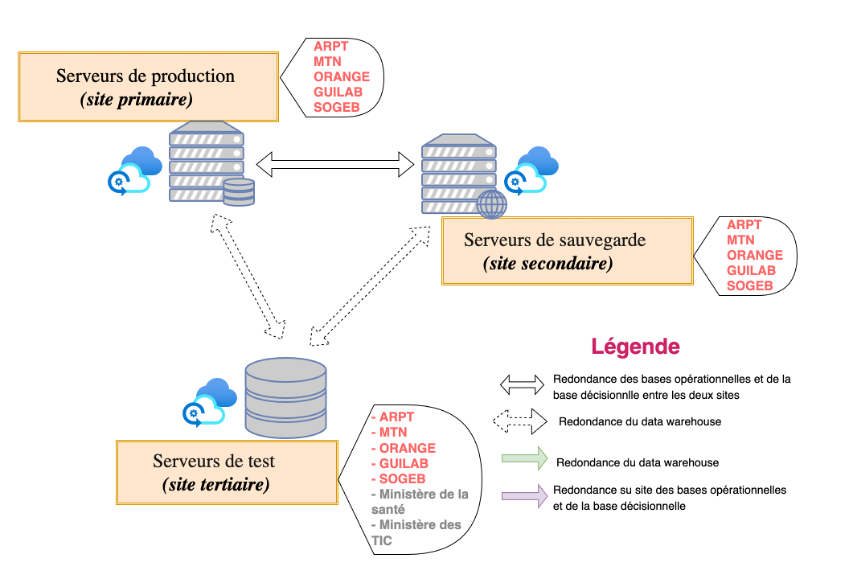 ARPT
MTN
ORANGE
GUILAB
SOGEB
Serveurs de production
(site primaire)
Serveurs de sauvegarde
(site secondaire)
ARPT
MTN
ORANGE
GUILAB
SOGEB
Légende
Redondance des bases opérationnelles et de la
base décisionnlle entre les deux sites
Redondance du data warehouse
Redondance du data warehouse
Redondance su site des bases opérationnelles
et de la base décisionnelle
Serveurs de test
(site tertiaire)
- ARPT
- MTN
- ORANGE
- GUILAB
- SOGEB
- Ministère de la
santé
- Ministère des
TIC